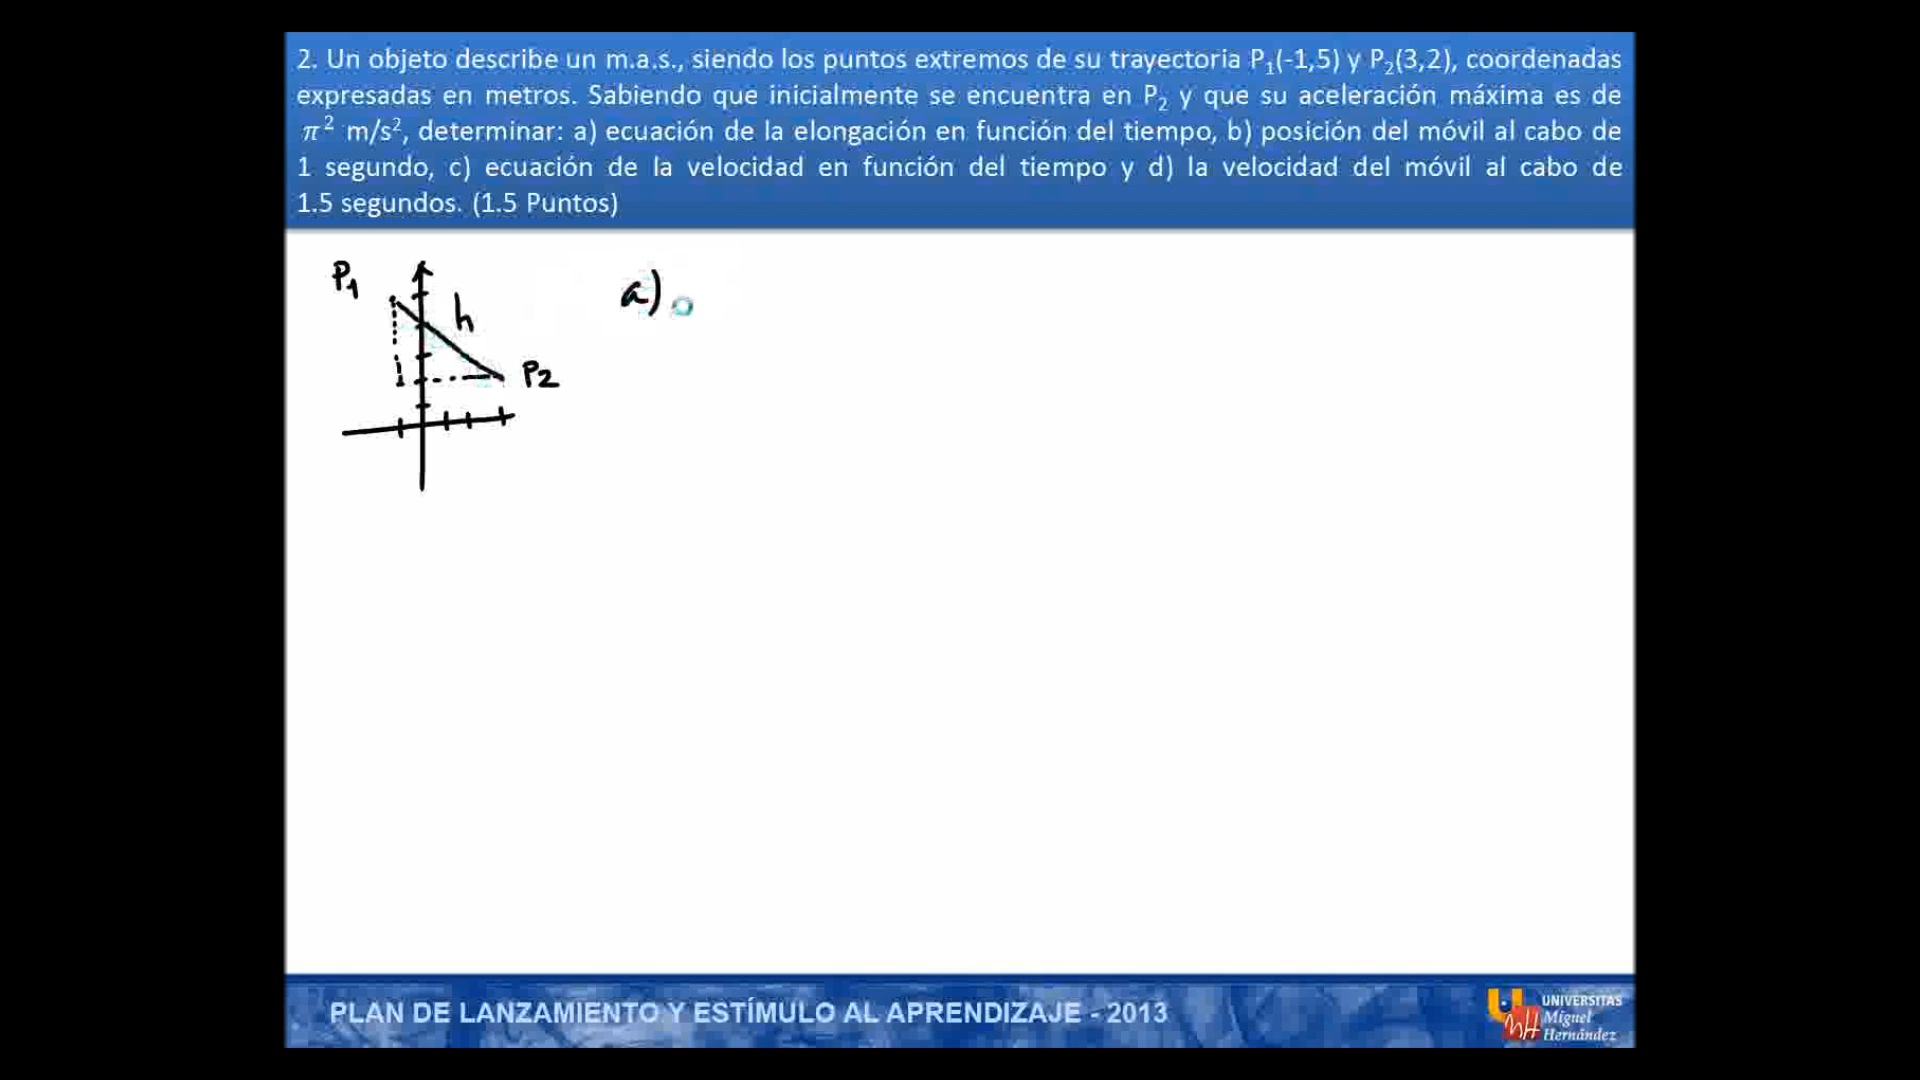 2. Un objeto describe un m.a.s., siendo los puntos extremos de su trayectoria P₁(-1,5) y P₂(3,2), coordenadas
expresadas en metros. Sabiendo que inicialmente se encuentra en P₂ y que su aceleración máxima es de
π² m/s², determinar: a) ecuación de la elongación en función del tiempo, b) posición del móvil al cabo de
1 segundo, c) ecuación de la velocidad en función del tiempo y d) la velocidad del móvil al cabo de
1.5 segundos. (1.5 Puntos)
P₁
h
a)
P₂
PLAN DE LANZAMIENTO Y ESTÍMULO AL APRENDIZAJE - 2013
UNIVERSITAS
Miguel
Hernández